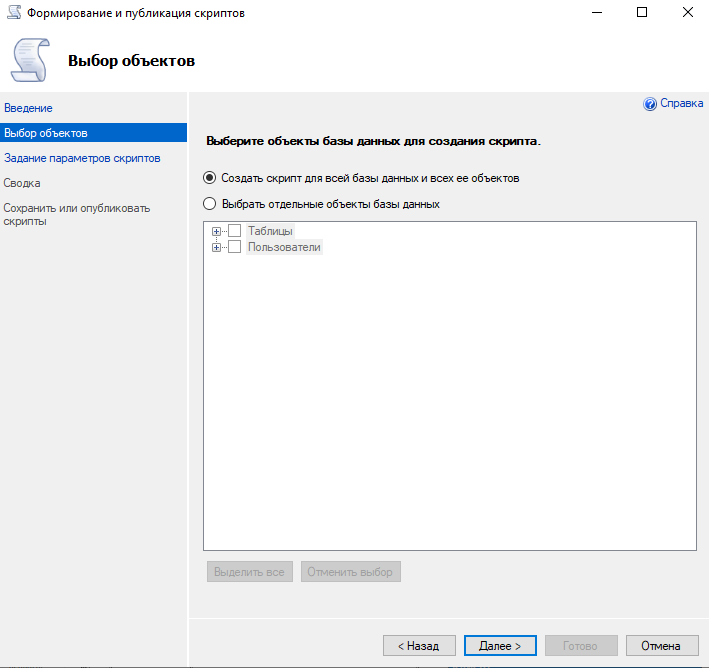 Формирование и публикация скриптов
Выбор объектов
Введение
Выбор объектов
Задание параметров скриптов
Сводка
Сохранить или опубликовать
скрипты
Справка
Выберите объекты базы данных для создания скрипта.
Создать скрипт для всей базы данных и всех ее объектов
Выбрать отдельные объекты базы данных
Таблицы
Пользователи
Выделить все
Отменить выбор
< Назад
Далее >
Готово
Отмена